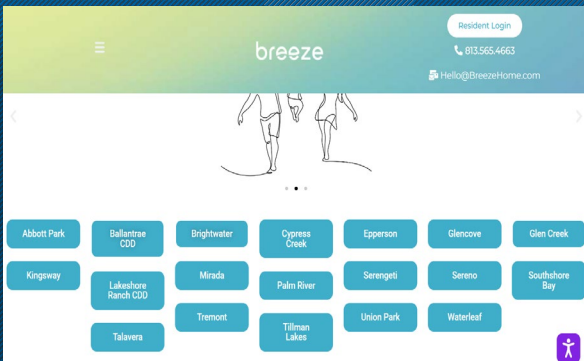 Resident Login
breeze
813.565.4663
Hello@BreezeHome.com
Abbott Park
Ballantrae
CDD
Brightwater
Cypress
Creek
Epperson
Glencove
Glen Creek
Kingsway
Lakeshore
Ranch CDD
Mirada
Palm River
Serengeti
Sereno
Southshore
Bay
Talavera
Tremont
Tillman
Lakes
Union Park
Waterleaf